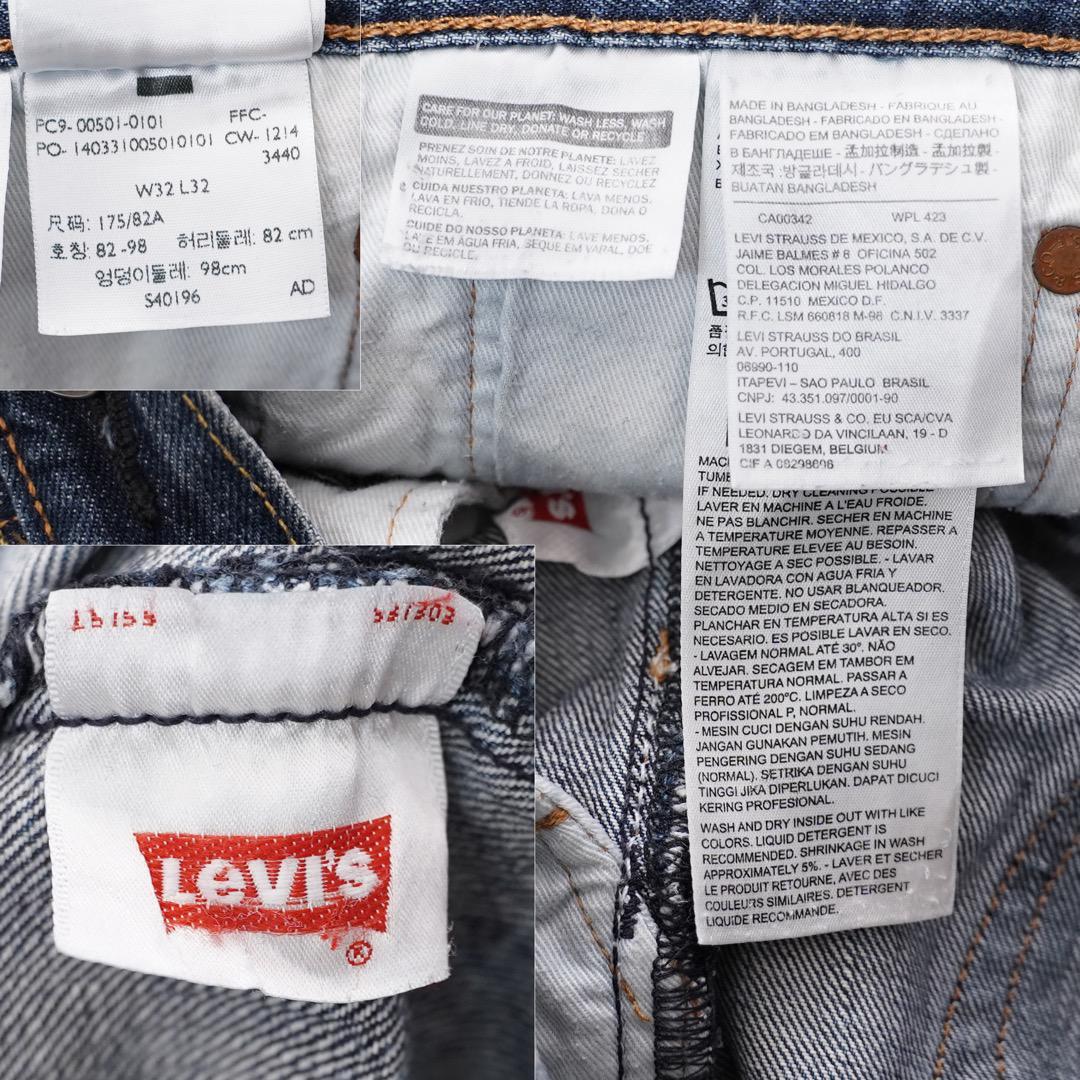 PC9- 00501-0101 FFC-
PO- 140331005010101 CW- 1214
3440
W32 L32
尺码: 175/82A
호칭: 82 -98 허리둘레: 82 cm
엉덩이둘레: 98cm
S40196 AD
CARE FOR OUR PLANET: WASH LESS, WASH
COLD, LINE DRY, DONATE OR RECYCLE.
PRENEZ SOIN DE NOTRE PLANETE: LAVEZ
MOINS, LAVEZ A FROID, LAISSEZ SECHER
NATURELLEMENT, DONNEZ OU RECYCLEZ
CUIDA NUESTRO PLANETA: LAVA MENOS,
LAVA EN FRIO, TIENDE LA ROPA, DONA O
RECICLA.
CUIDE DO NOSSO PLANETA: LAVE MENOS,
LAVE EM ÁGUA FRIA, SEQUE EM VARAL, DOE
OU RECICLE.
MADE IN BANGLADESH - FABRIQUE AU
BANGLADESH - FABRICADO EN BANGLADESH -
FABRICADO EM BANGLADESH - СДЕЛАНО
В БАНГЛАДЕШЕ - 孟加拉制造 - 孟加拉製 -
제조국 :방글라데시 - バングラデシュ製 -
BUATAN BANGLADESH
CA00342 WPL 423
LEVI STRAUSS DE MEXICO, S.A. DE C.V.
JAIME BALMES # 8 OFICINA 502
COL. LOS MORALES POLANCO
DELEGACION MIGUEL HIDALGO
C.P. 11510 MEXICO D.F.
R.F.C. LSM 660818 M-98 C.N.I.V. 3337
LEVI STRAUSS DO BRASIL
AV. PORTUGAL, 400
06990-110
ITAPEVI – SAO PAULO BRASIL
CNPJ: 43.351.097/0001-90
LEVI STRAUSS & CO. EU SCA/CVA
LEONARDO DA VINCILAAN, 19 - D
1831 DIEGEM, BELGIUM
CIF A 08298696
MAC
TUMB
IF NEEDED. DRY CLEANING POSSIBLE
LAVER EN MACHINE A L'EAU FROIDE.
NE PAS BLANCHIR. SECHER EN MACHINE
A TEMPERATURE MOYENNE. REPASSER A
TEMPERATURE ELEVEE AU BESOIN.
NETTOYAGE A SEC POSSIBLE. - LAVAR
EN LAVADORA CON AGUA FRIA Y
DETERGENTE. NO USAR BLANQUEADOR.
SECADO MEDIO EN SECADORA.
PLANCHAR EN TEMPERATURA ALTA SI ES
NECESARIO. ES POSIBLE LAVAR EN SECO.
- LAVAGEM NORMAL ATÉ 30°. NÃO
ALVEJAR. SECAGEM EM TAMBOR EM
TEMPERATURA NORMAL. PASSAR A
FERRO ATÉ 200°C. LIMPEZA A SECO
PROFISSIONAL P, NORMAL.
- MESIN CUCI DENGAN SUHU RENDAH.
JANGAN GUNAKAN PEMUTIH. MESIN
PENGERING DENGAN SUHU SEDANG
(NORMAL). SETRIKA DENGAN SUHU
TINGGI JIKA DIPERLUKAN. DAPAT DICUCI
KERING PROFESIONAL.
WASH AND DRY INSIDE OUT WITH LIKE
COLORS. LIQUID DETERGENT IS
RECOMMENDED. SHRINKAGE IN WASH
APPROXIMATELY 5%. - LAVER ET SECHER
LE PRODUIT RETOURNE, AVEC DES
COULEURS SIMILAIRES. DETERGENT
LIQUIDE RECOMMANDE.
LEVI'S
®